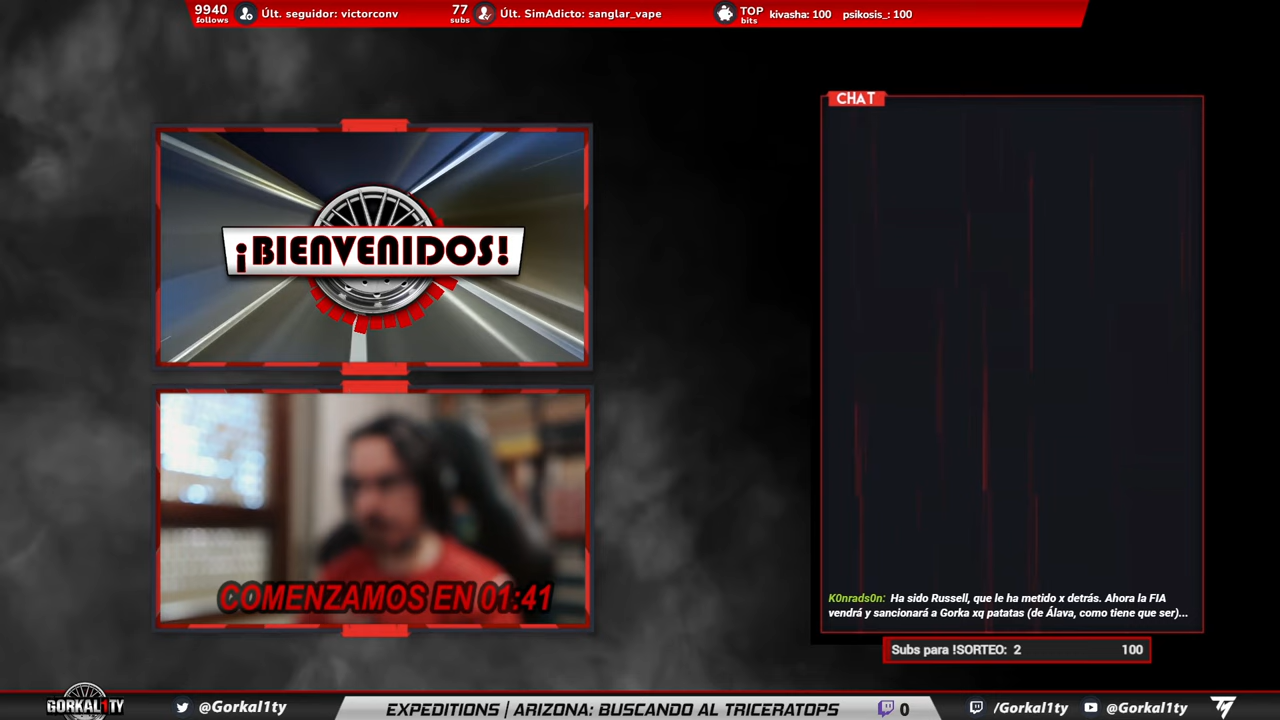 9940 follows Últ. seguidor: victorconv 77 subs Últ. SimAdicto: sanglar_vape TOP bits kivasha: 100 psikosis_: 100
CHAT
¡BIENVENIDOS!
COMENZAMOS EN 01:41
K0nrads0n: Ha sido Russell, que le ha metido x detrás. Ahora la FIA
vendrá y sancionará a Gorka xq patatas (de Álava, como tiene que ser)...
Subs para !SORTEO: 2 100
GORKAL1TY @Gorkal1ty EXPEDITIONS | ARIZONA: BUSCANDO AL TRICERATOPS 0 /Gorkal1ty @Gorkal1ty